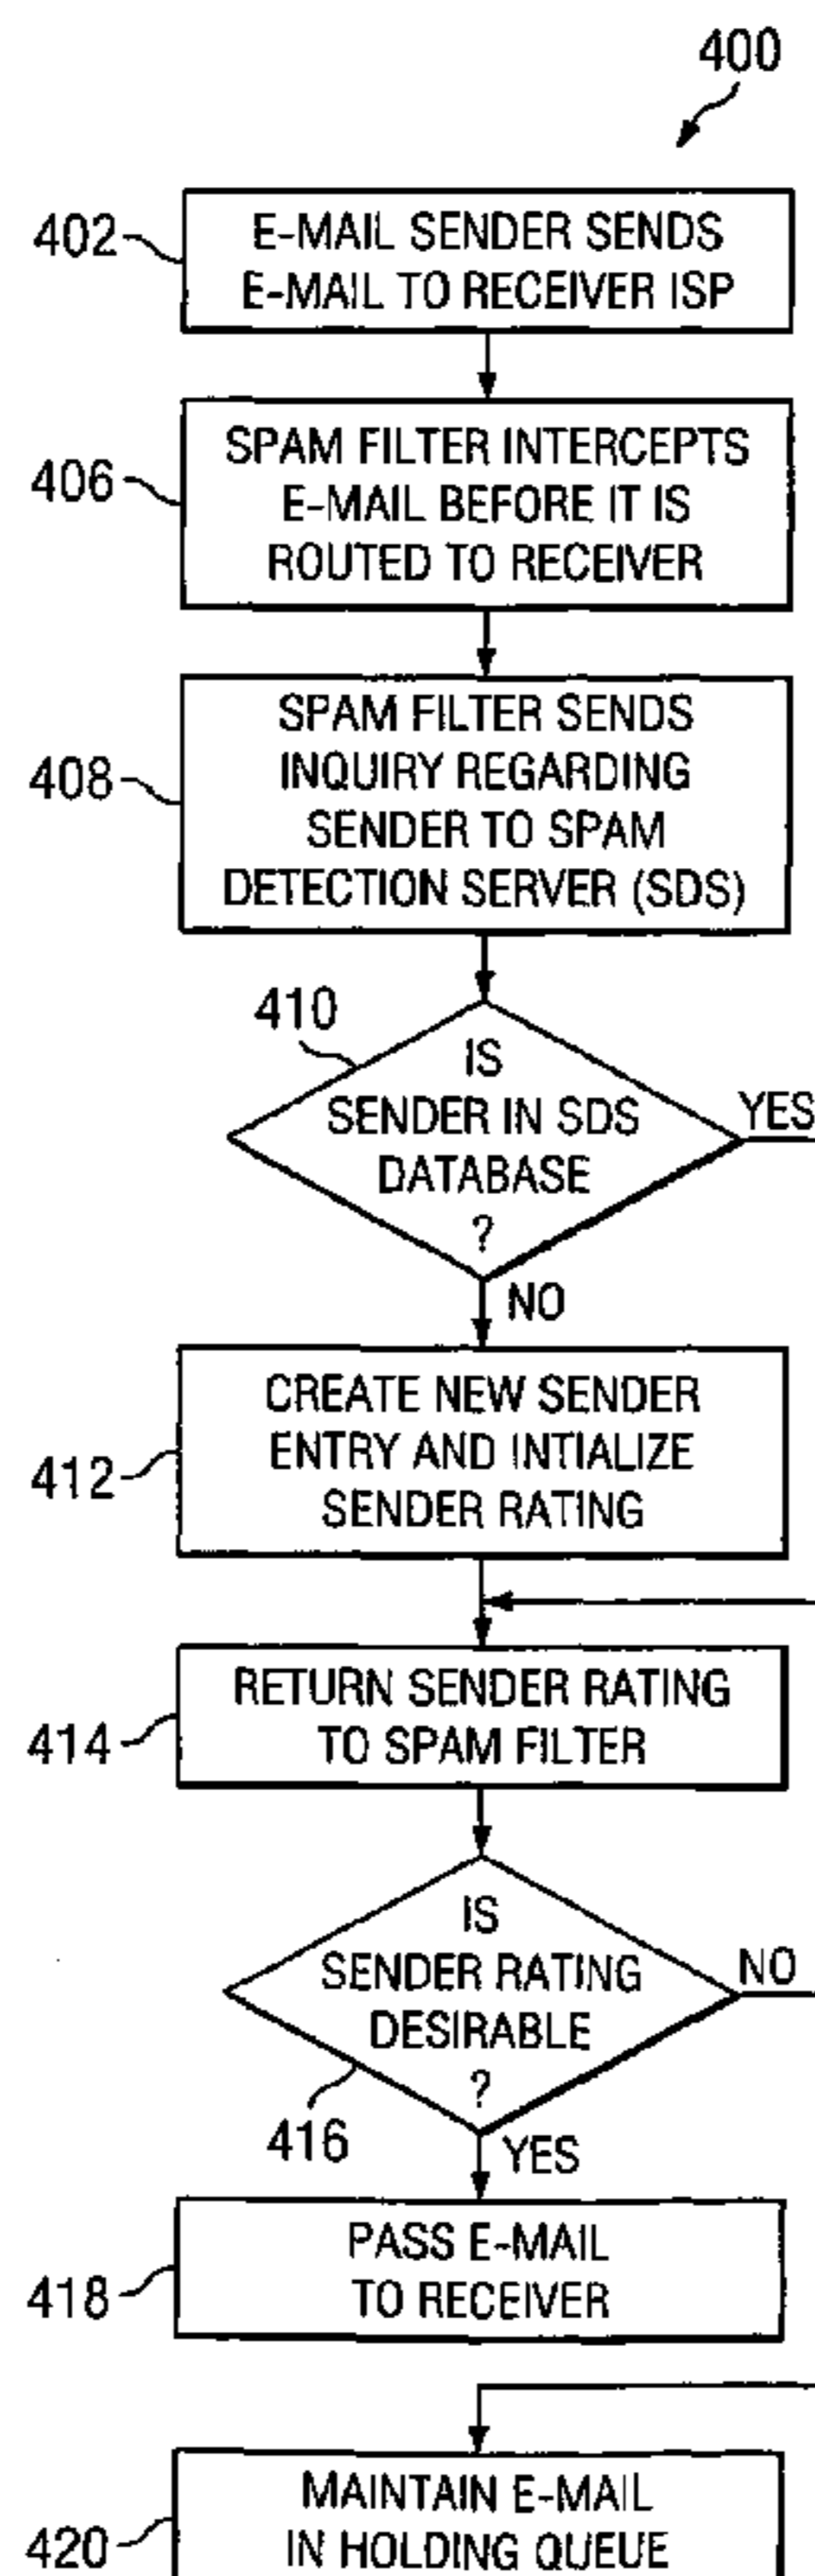 400
402
E-MAIL SENDER SENDS
E-MAIL TO RECEIVER ISP
406
SPAM FILTER INTERCEPTS
E-MAIL BEFORE IT IS
ROUTED TO RECEIVER
408
SPAM FILTER SENDS
INQUIRY REGARDING
SENDER TO SPAM
DETECTION SERVER (SDS)
410
IS
SENDER IN SDS
DATABASE
?
YES
NO
412
CREATE NEW SENDER
ENTRY AND INTIALIZE
SENDER RATING
414
RETURN SENDER RATING
TO SPAM FILTER
IS
SENDER RATING
DESIRABLE
?
NO
416
YES
418
PASS E-MAIL
TO RECEIVER
420
MAINTAIN E-MAIL
IN HOLDING QUEUE